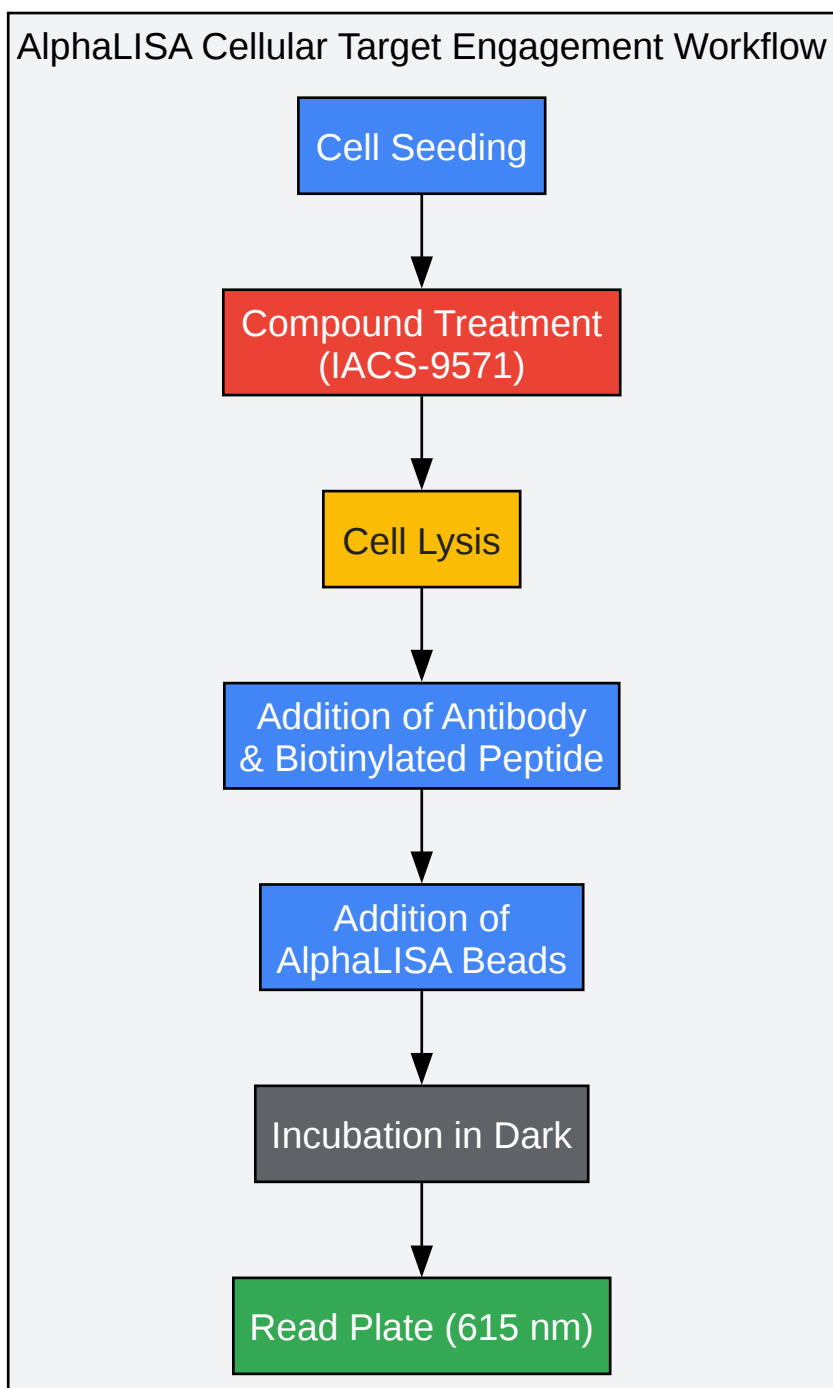 AlphaLISA Cellular Target Engagement Workflow
Cell Seeding
Compound Treatment
(IACS-9571)
Cell Lysis
Addition of Antibody
& Biotinylated Peptide
Addition of
AlphaLISA Beads
Incubation in Dark
Read Plate (615 nm)